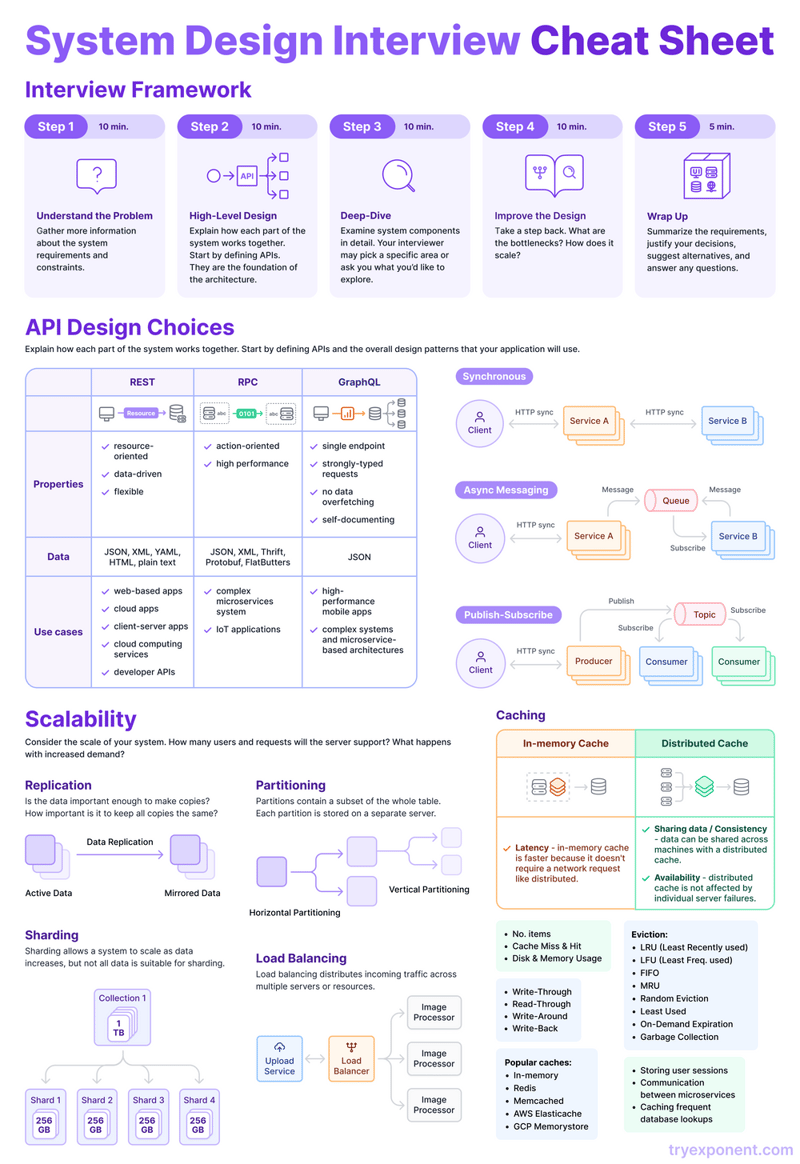 System Design Interview Cheat Sheet
Interview Framework
Step 1
10 min.
Understand the Problem
Gather more information
about the system
requirements and
constraints.
Step 2
10 min.
API
High-Level Design
Explain how each part of the
system works together.
Start by defining APIs.
They are the foundation of
the architecture.
Step 3
10 min.
Deep-Dive
Examine system components
in detail. Your interviewer
may pick a specific area or
ask you what you'd like to
explore.
Step 4
10 min.
Improve the Design
Take a step back. What are
the bottlenecks? How does it
scale?
Step 5
5 min.
UI
Wrap Up
Summarize the requirements,
justify your decisions,
suggest alternatives, and
answer any questions.
API Design Choices
Explain how each part of the system works together. Start by defining APIs and the overall design patterns that your application will use.
REST
RPC
GraphQL
Resource
abc
0101
abc
Properties
resource-
oriented
data-driven
flexible
action-oriented
high performance
single endpoint
strongly-typed
requests
no data
overfetching
self-documenting
Data
JSON, XML, YAML,
HTML, plain text
JSON, XML, Thrift,
Protobuf, FlatButters
JSON
Use cases
web-based apps
cloud apps
client-server apps
cloud computing
services
developer APIs
complex
microservices
system
IoT applications
high-
performance
mobile apps
complex systems
and microservice-
based architectures
Synchronous
Client
HTTP sync
Service A
HTTP sync
Service B
Async Messaging
Client
HTTP sync
Service A
Message
Queue
Message
Subscribe
Service B
Publish-Subscribe
Client
HTTP sync
Producer
Publish
Topic
Subscribe
Subscribe
Consumer
Consumer
Scalability
Consider the scale of your system. How many users and requests will the server support? What happens
with increased demand?
Replication
Is the data important enough to make copies?
How important is it to keep all copies the same?
Data Replication
Active Data
Mirrored Data
Partitioning
Partitions contain a subset of the whole table.
Each partition is stored on a separate server.
Vertical Partitioning
Horizontal Partitioning
Sharding
Sharding allows a system to scale as data
increases, but not all data is suitable for sharding.
Collection 1
1
TB
Shard 1
Shard 2
Shard 3
Shard 4
256
GB
256
GB
256
GB
256
GB
Load Balancing
Load balancing distributes incoming traffic across
multiple servers or resources.
Upload
Service
Load
Balancer
Image
Processor
Image
Processor
Image
Processor
Caching
In-memory Cache
Distributed Cache
Latency - in-memory cache
is faster because it doesn't
require a network request
like distributed.
Sharing data / Consistency
- data can be shared across
machines with a distributed
cache.
Availability - distributed
cache is not affected by
individual server failures.
• No. items
• Cache Miss & Hit
• Disk & Memory Usage
• Write-Through
• Read-Through
• Write-Around
• Write-Back
Popular caches:
• In-memory
• Redis
• Memcached
• AWS Elasticache
• GCP Memorystore
Eviction:
• LRU (Least Recently used)
• LFU (Least Freq. used)
• FIFO
• MRU
• Random Eviction
• Least Used
• On-Demand Expiration
• Garbage Collection
• Storing user sessions
• Communication
between microservices
• Caching frequent
database lookups
tryexponent.com